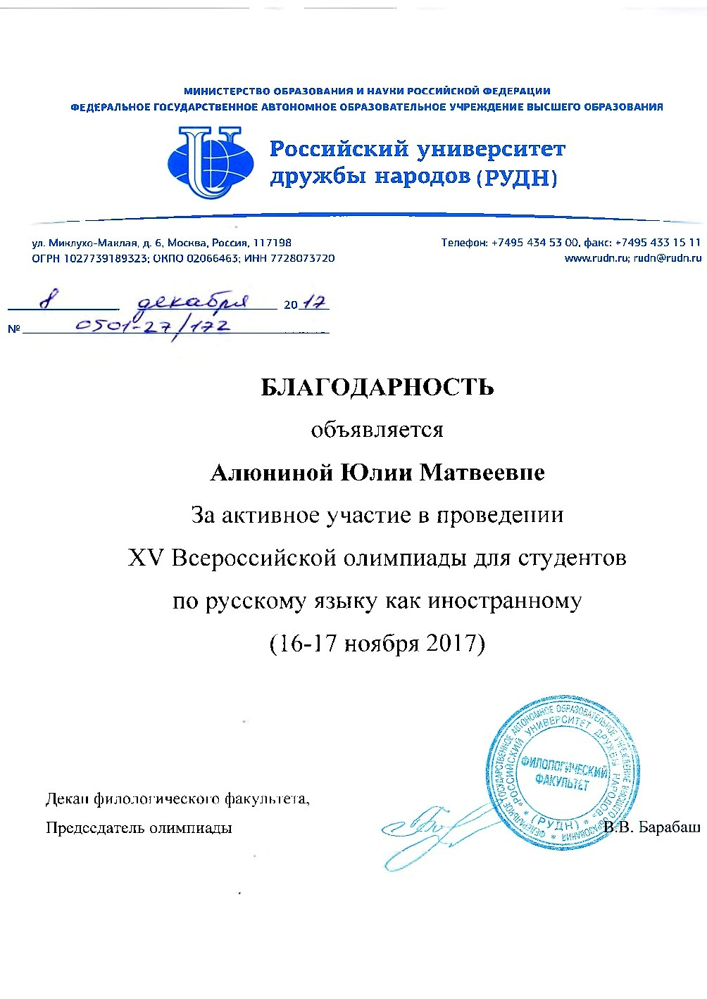 МИНИСТЕРСТВО ОБРАЗОВАНИЯ И НАУКИ РОССИЙСКОЙ ФЕДЕРАЦИИ
ФЕДЕРАЛЬНОЕ ГОСУДАРСТВЕННОЕ АВТОНОМНОЕ ОБРАЗОВАТЕЛЬНОЕ УЧРЕЖДЕНИЕ ВЫСШЕГО ОБРАЗОВАНИЯ
Российский университет
дружбы народов (РУДН)
ул. Миклухо-Маклая, д. 6, Москва, Россия, 117198
ОГРН 1027739189323; ОКПО 02066463; ИНН 7728073720
Телефон: +7495 434 53 00, факс: +7495 433 15 11
www.rudn.ru; rudn@rudn.ru
8 декабря 2017
№ 0501-27/172
БЛАГОДАРНОСТЬ
объявляется
Алюниной Юлии Матвеевне
За активное участие в проведении
XV Всероссийской олимпиады для студентов
по русскому языку как иностранному
(16-17 ноября 2017)
ФЕДЕРАЛЬНОЕ ГОСУДАРСТВЕННОЕ АВТОНОМНОЕ ОБРАЗОВАТЕЛЬНОЕ УЧРЕЖДЕНИЕ ВЫСШЕГО ОБРАЗОВАНИЯ
«РОССИЙСКИЙ УНИВЕРСИТЕТ ДРУЖБЫ НАРОДОВ»
(РУДН)
ФИЛОЛОГИЧЕСКИЙ
ФАКУЛЬТЕТ
Декан филологического факультета,
Председатель олимпиады
В.В. Барабаш